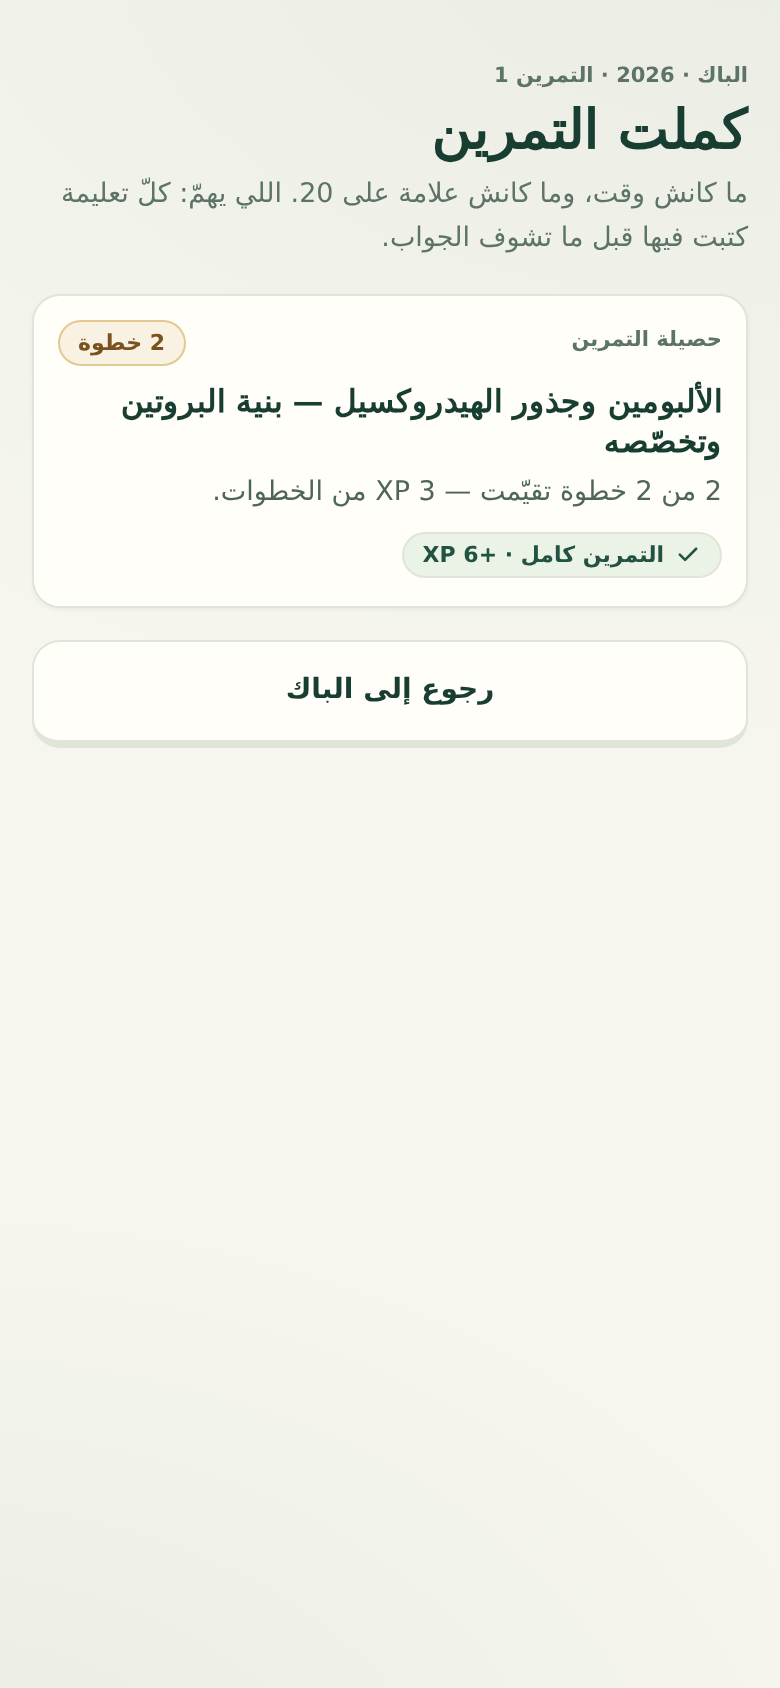 الباك · 2026 · التمرين 1
كملت التمرين
ما كانش وقت، وما كانش علامة على 20. اللي يهمّ: كلّ تعليمة
كتبت فيها قبل ما تشوف الجواب.
حصيلة التمرين
2 خطوة
الألبومين وجذور الهيدروكسيل — بنية البروتين
وتخصّصه
2 من 2 خطوة تقيّمت — 3 XP من الخطوات.
التمرين كامل · +6 XP
رجوع إلى الباك